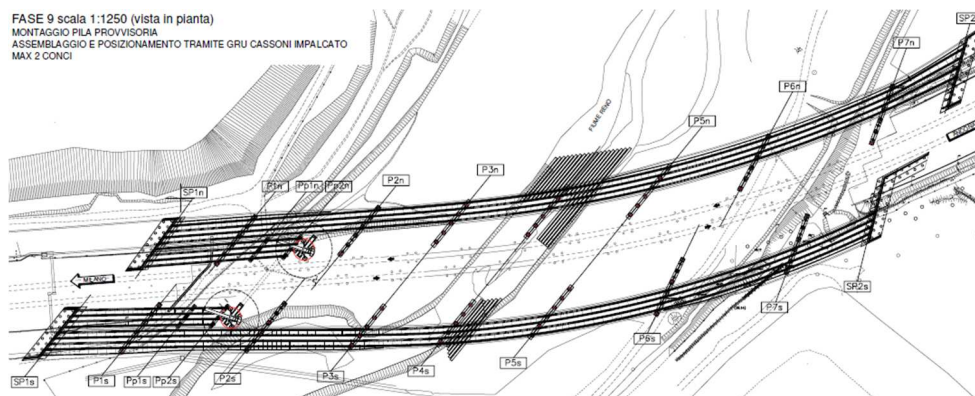 FASE 9 scala 1:1250 (vista in pianta)
MONTAGGIO PILA PROVVISORIA
ASSEMBLAGGIO E POSIZIONAMENTO TRAMITE GRU CASSONI IMPALCATO
MAX 2 CONCI
SP2
P7n
P6n
FIUME RENO
P5n
P3n
P2n
Pp2n
Pp1n
P1n
SP1n
MILANO
SP2s
P7s
P6s
P5s
P4s
P3s
P2s
Pp2s
Pp1s
P1s
SP1s